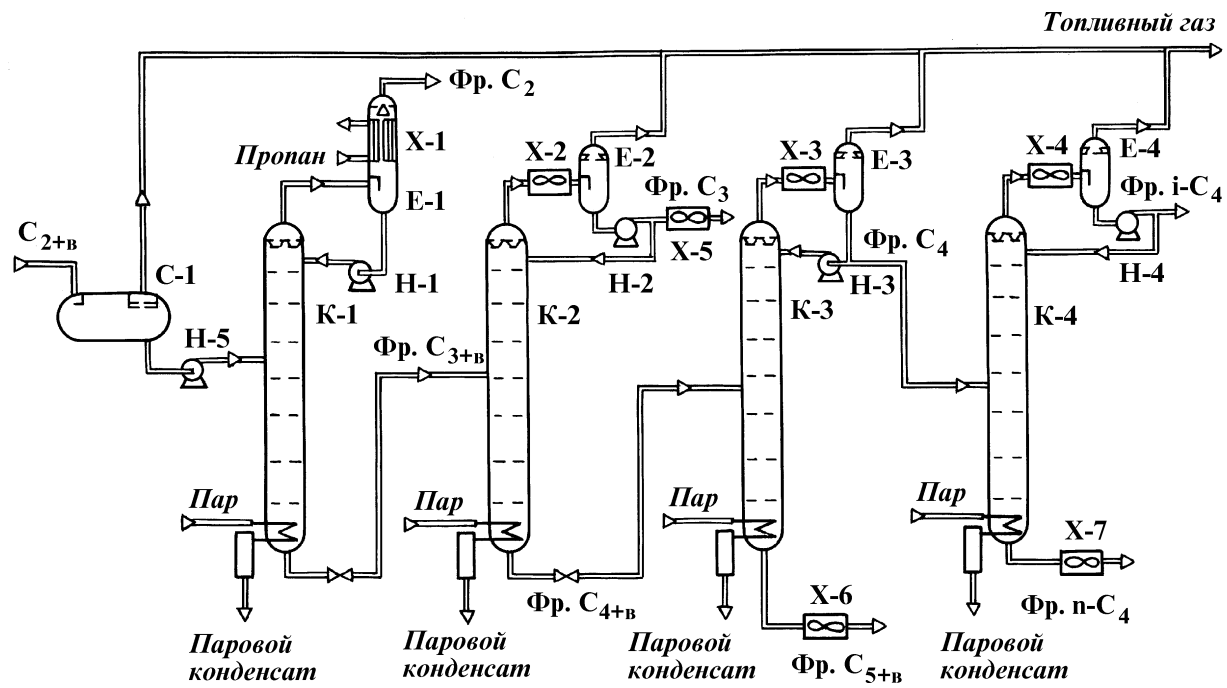 Топливный газ
Фр. C2
X-1
Пропан
X-2
E-2
X-3
E-3
X-4
E-4
Фр. C3
Фр. i-C4
E-1
C2+в
C-1
X-5
Фр. C4
H-1
H-2
H-3
H-4
K-1
K-2
K-3
K-4
H-5
Фр. C3+в
Пар
Пар
Пар
Пар
X-7
X-6
Фр. C4+в
Фр. n-C4
Паровой
конденсат
Паровой
конденсат
Паровой
конденсат
Паровой
конденсат
Фр. C5+в